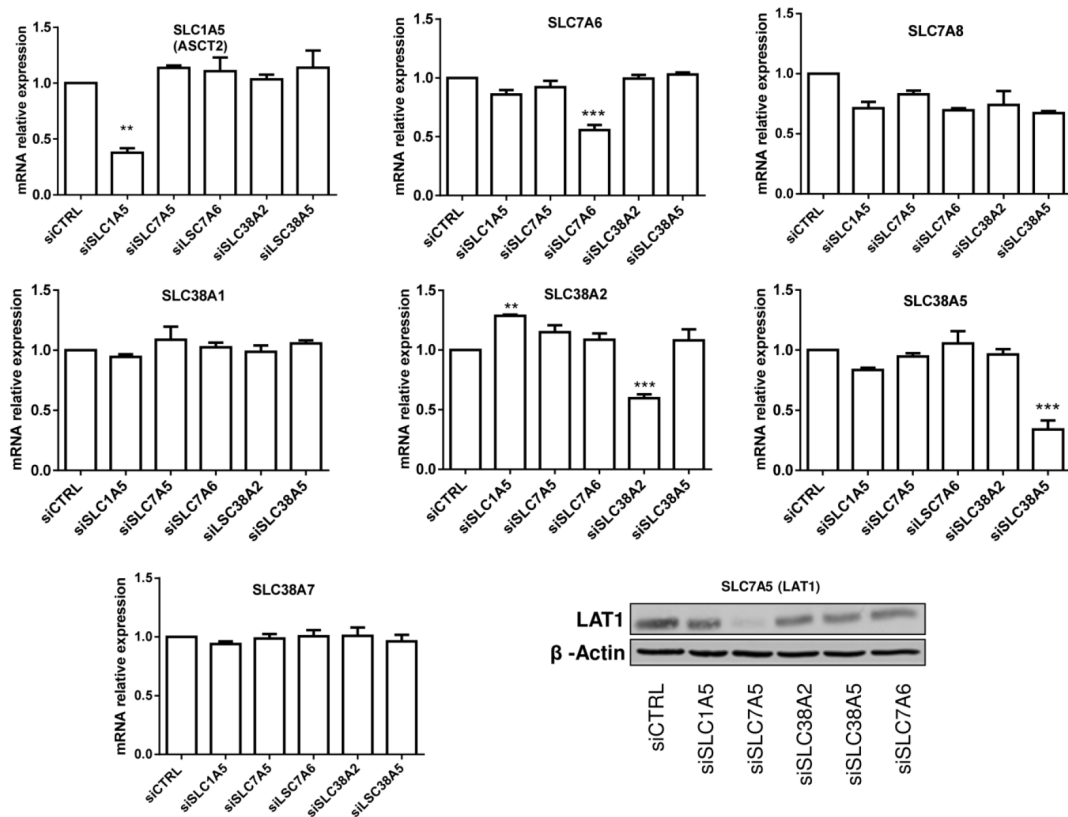 SLC1A5
(ASCT2)
mRNA relative expression
1.5
1.0
0.5
0.0
siCTRL
siSLC1A5
siSLC7A5
siLSC7A6
siSLC38A2
siLSC38A5
**
SLC7A6
mRNA relative expression
1.5
1.0
0.5
0.0
siCTRL
siSLC1A5
siSLC7A5
siSLC7A6
siSLC38A2
siSLC38A5
***
SLC7A8
mRNA relative expression
1.5
1.0
0.5
0.0
siCTRL
siSLC1A5
siSLC7A5
siSLC7A6
siSLC38A2
siSLC38A5
SLC38A1
mRNA relative expression
1.5
1.0
0.5
0.0
siCTRL
siSLC1A5
siSLC7A5
siSLC7A6
siLSC38A2
siSLC38A5
SLC38A2
mRNA relative expression
1.5
1.0
0.5
0.0
siCTRL
siSLC1A5
siSLC7A5
siSLC7A6
siSLC38A2
siSLC38A5
**
***
SLC38A5
mRNA relative expression
1.5
1.0
0.5
0.0
siCTRL
siSLC1A5
siSLC7A5
siLSC7A6
siSLC38A2
siSLC38A5
***
SLC38A7
mRNA relative expression
1.5
1.0
0.5
0.0
siCTRL
siSLC1A5
siSLC7A5
siLSC7A6
siSLC38A2
siLSC38A5
SLC7A5 (LAT1)
LAT1
β -Actin
siCTRL
siSLC1A5
siSLC7A5
siSLC38A2
siSLC38A5
siSLC7A6